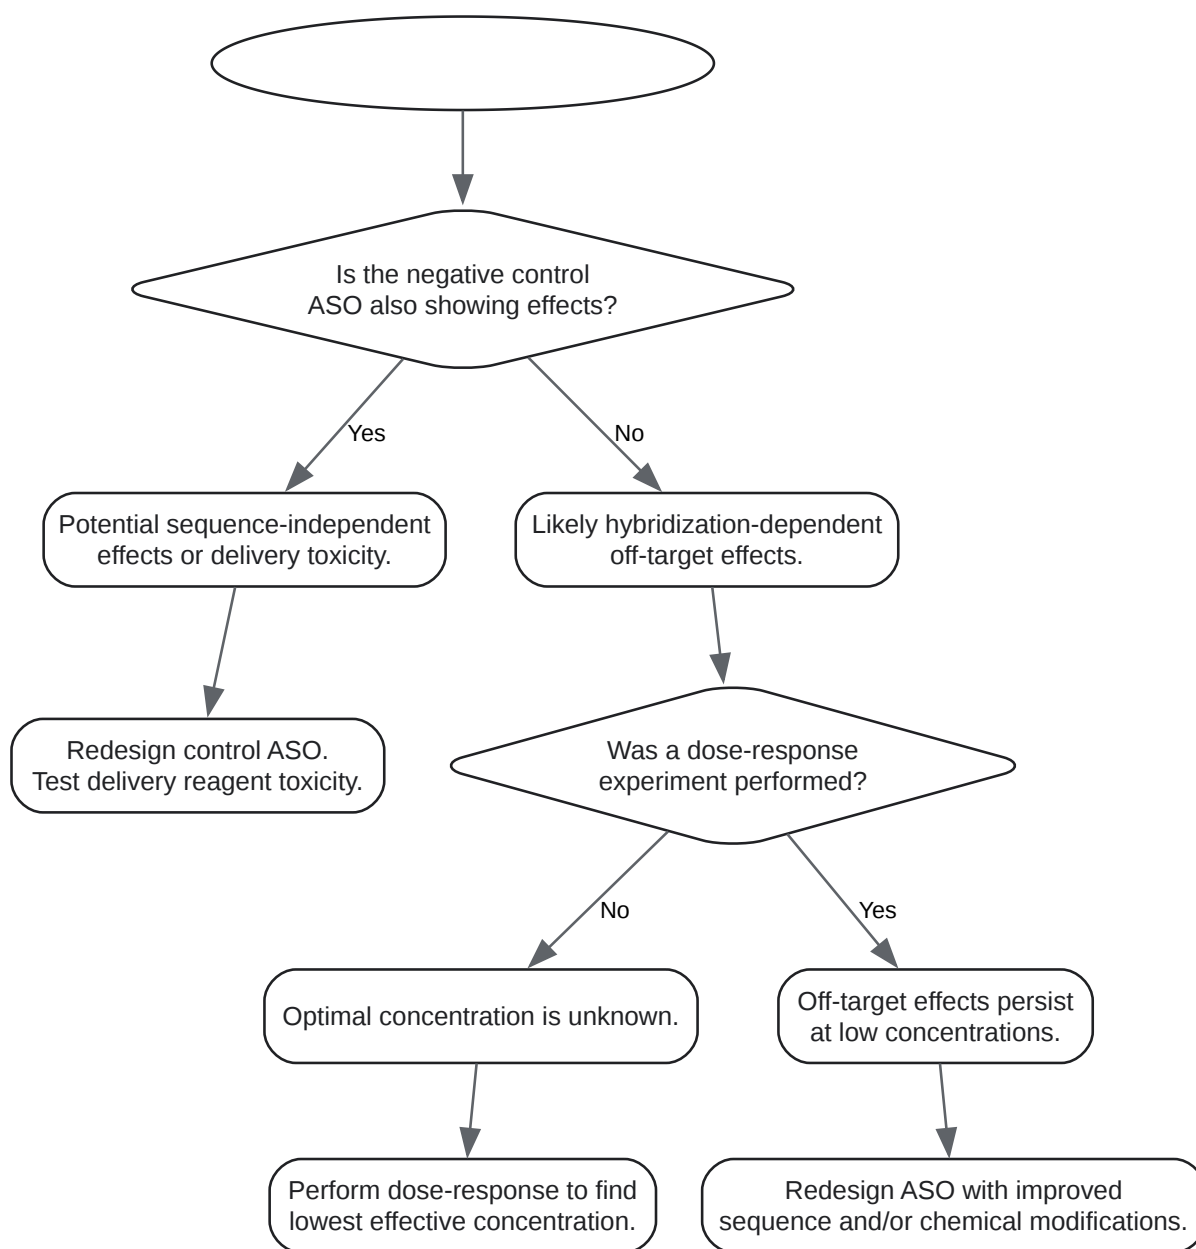 Is the negative control
ASO also showing effects?
Yes
No
Potential sequence-independent
effects or delivery toxicity.
Likely hybridization-dependent
off-target effects.
Redesign control ASO.
Test delivery reagent toxicity.
Was a dose-response
experiment performed?
No
Yes
Optimal concentration is unknown.
Off-target effects persist
at low concentrations.
Perform dose-response to find
lowest effective concentration.
Redesign ASO with improved
sequence and/or chemical modifications.